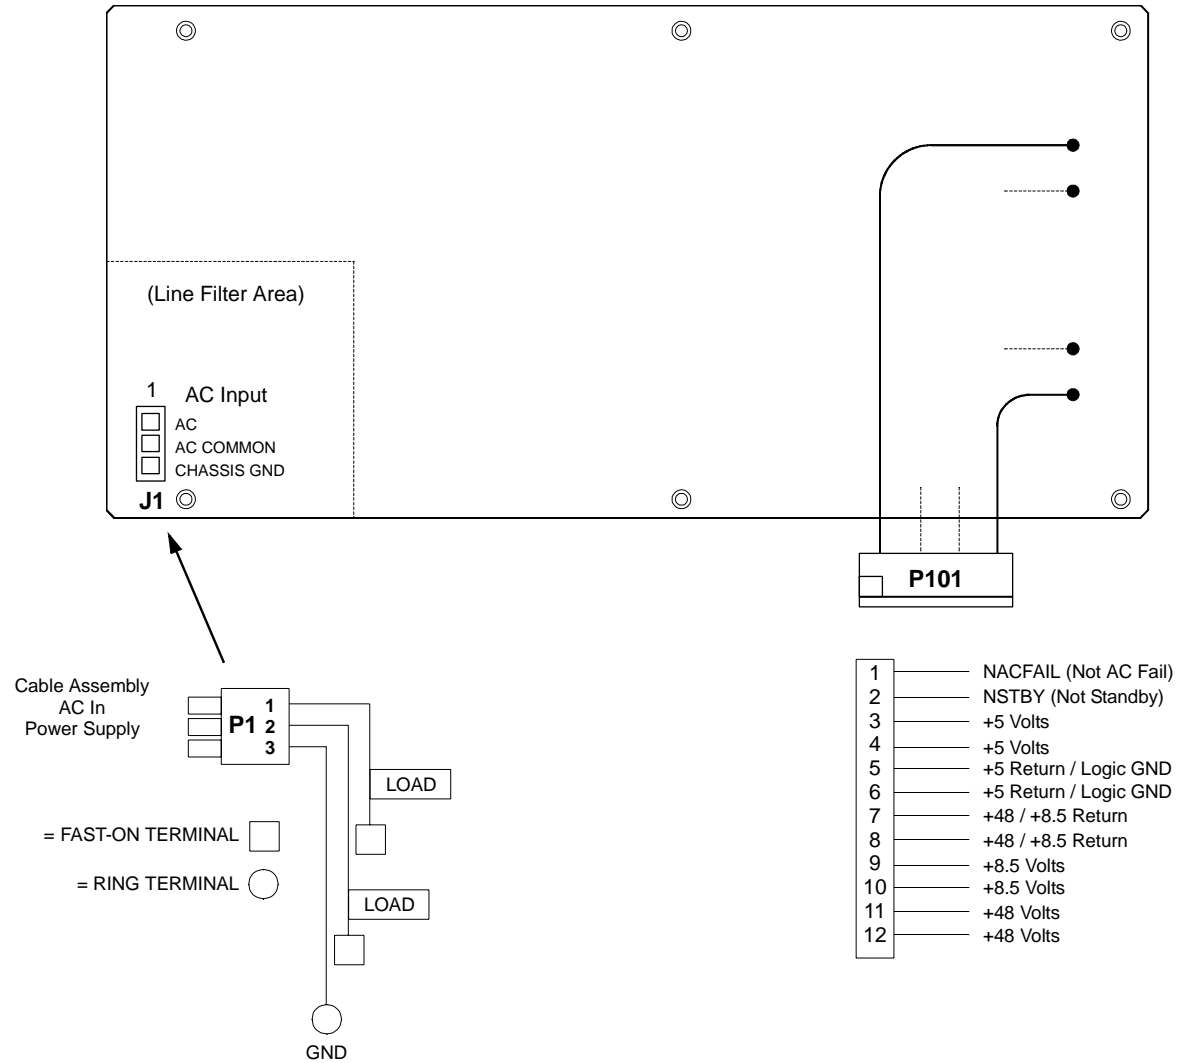 (Line Filter Area)
1
AC Input
AC
AC COMMON
CHASSIS GND
J1
P101
Cable Assembly
AC In
Power Supply
P1
1
2
3
LOAD
= FAST-ON TERMINAL
= RING TERMINAL
LOAD
GND
1 NACFAIL (Not AC Fail)
2 NSTBY (Not Standby)
3 +5 Volts
4 +5 Volts
5 +5 Return / Logic GND
6 +5 Return / Logic GND
7 +48 / +8.5 Return
8 +48 / +8.5 Return
9 +8.5 Volts
10 +8.5 Volts
11 +48 Volts
12 +48 Volts